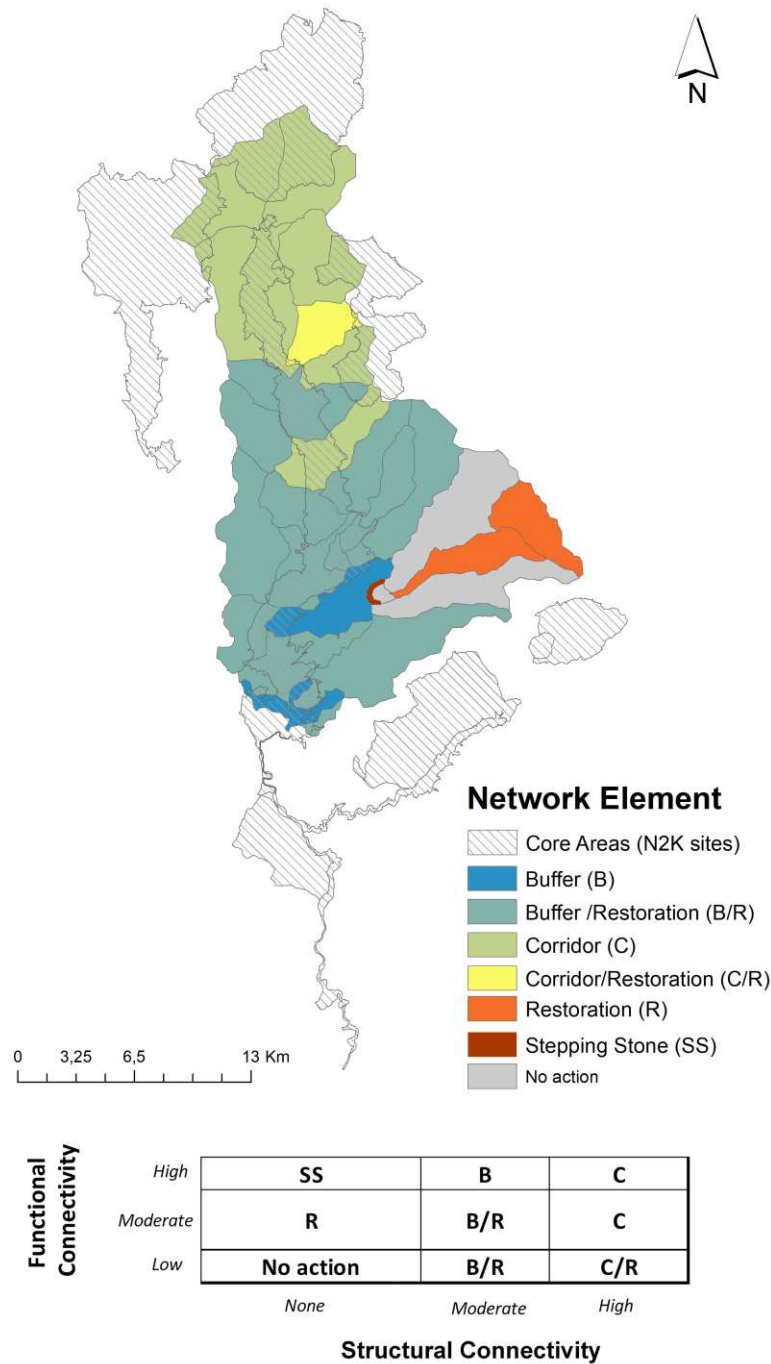 N
Network Element
Core Areas (N2K sites)
Buffer (B)
Buffer /Restoration (B/R)
Corridor (C)
Corridor/Restoration (C/R)
Restoration (R)
Stepping Stone (SS)
No action
0 3,25 6,5 13 Km
Functional
Connectivity
High SS B C
Moderate R B/R C
Low No action B/R C/R
None Moderate High
Structural Connectivity